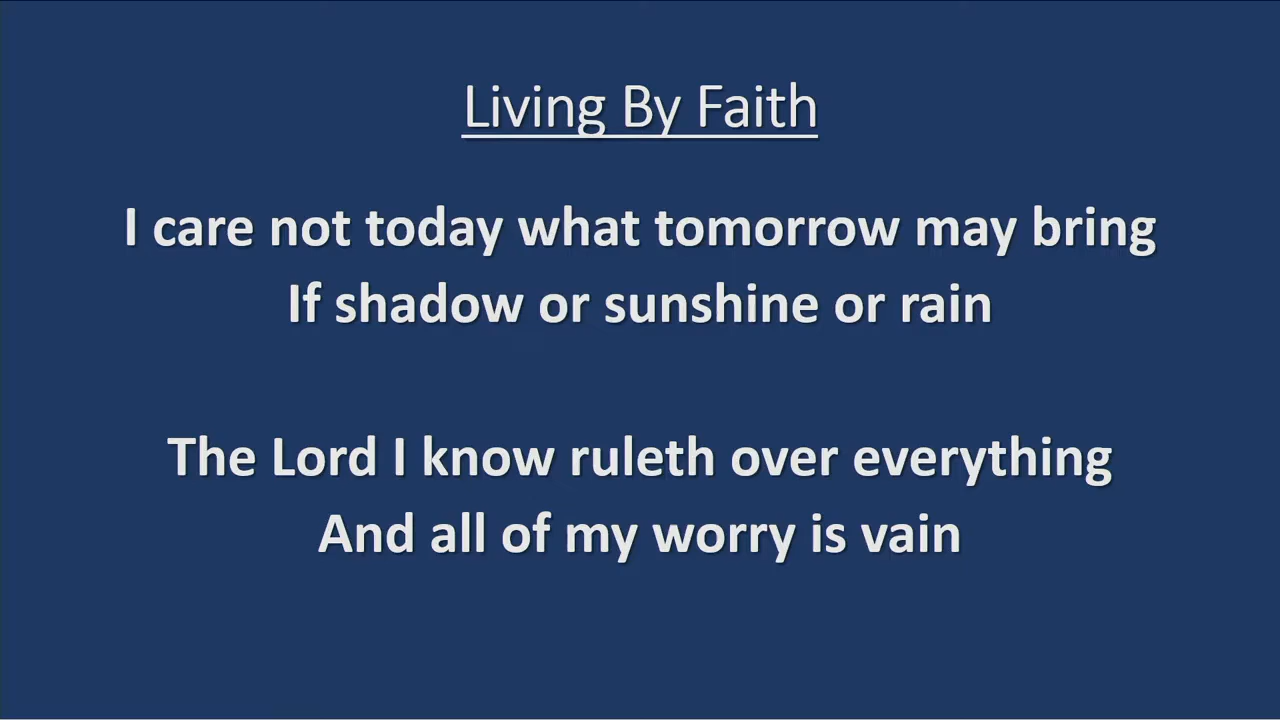 Living By Faith
I care not today what tomorrow may bring
If shadow or sunshine or rain
The Lord I know ruleth over everything
And all of my worry is vain